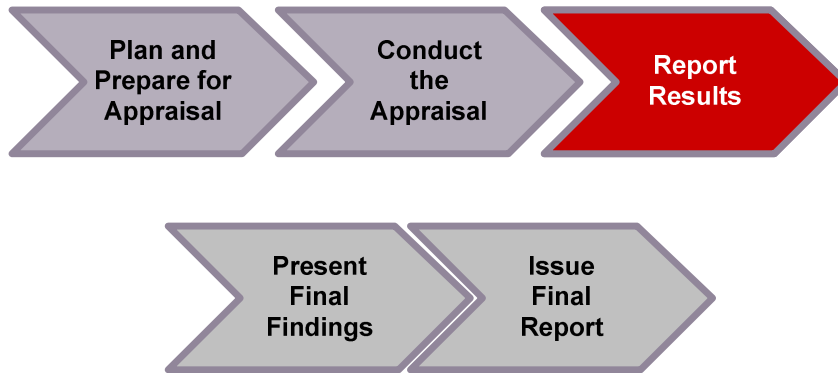 Plan and
Prepare for
Appraisal
Conduct
the
Appraisal
Report
Results
Present
Final
Findings
Issue
Final
Report